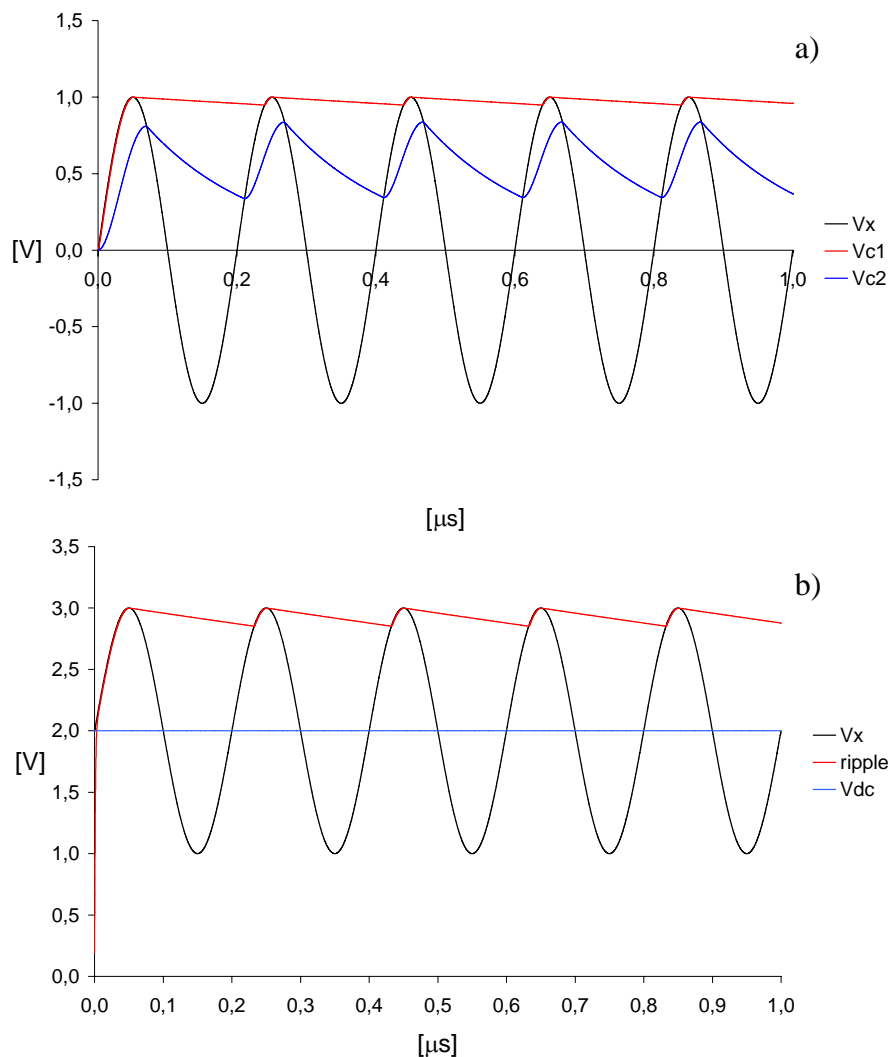 a)
1,5
1,0
0,5
[V]
0,0
-0,5
-1,0
-1,5
0,0 0,2 0,4 0,6 0,8 1,0
[μs]
Vx
Vc1
Vc2
b)
3,5
3,0
2,5
2,0
[V]
1,5
1,0
0,5
0,0
0,0 0,1 0,2 0,3 0,4 0,5 0,6 0,7 0,8 0,9 1,0
[μs]
Vx
ripple
Vdc